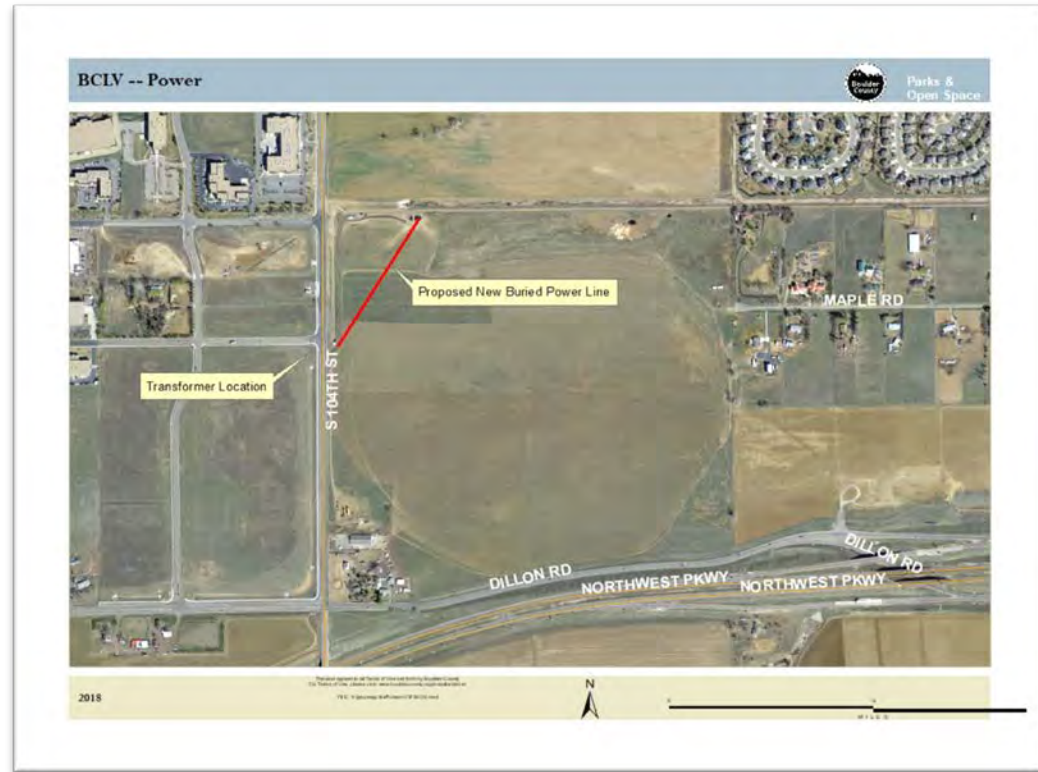 BCLV -- Power
Boulder
County
Parks &
Open Space
Proposed New Buried Power Line
MAPLE RD
Transformer Location
S 104TH ST
DILLON RD
DILLON RD
NORTHWEST PKWY
NORTHWEST PKWY
2018
N
MILES